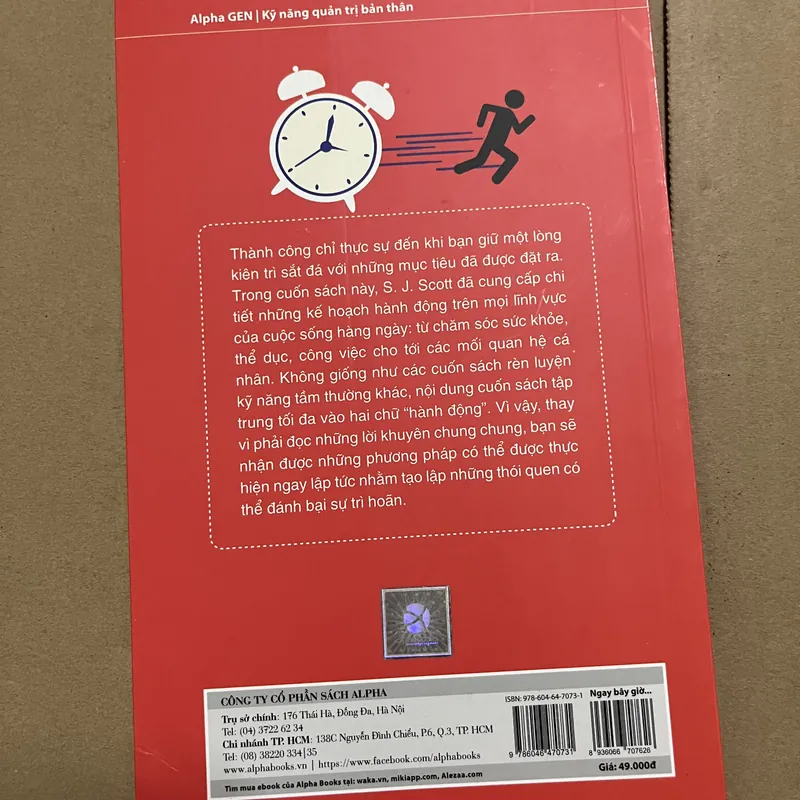 Alpha GEN | Kỹ năng quản trị bản thân
Thành công chỉ thực sự đến khi bạn giữ một lòng
kiên trì sắt đá với những mục tiêu đã được đặt ra.
Trong cuốn sách này, S. J. Scott đã cung cấp chi
tiết những kế hoạch hành động trên mọi lĩnh vực
của cuộc sống hàng ngày: từ chăm sóc sức khỏe,
thể dục, công việc cho tới các mối quan hệ cá
nhân. Không giống như các cuốn sách rèn luyện
kỹ năng tầm thường khác, nội dung cuốn sách tập
trung tối đa vào hai chữ “hành động”. Vì vậy, thay
vì phải đọc những lời khuyên chung chung, bạn sẽ
nhận được những phương pháp có thể được thực
hiện ngay lập tức nhằm tạo lập những thói quen có
thể đánh bại sự trì hoãn.
CÔNG TY CỔ PHẦN SÁCH ALPHA
Trụ sở chính: 176 Thái Hà, Đống Đa, Hà Nội
Tel: (04) 3722 62 34
Chi nhánh TP. HCM: 138C Nguyễn Đình Chiểu, P.6, Q.3, TP. HCM
Tel: (08) 38220 334 | 35
www.alphabooks.vn | https://www.facebook.com/alphabooks
Tìm mua ebook của Alpha Books tại: waka.vn, mikiapp.com, Alezaa.com
ISBN: 978-604-64-7073-1
9 786046 470731
Ngay bây giờ...
8 936066 707626
Giá: 49.000đ